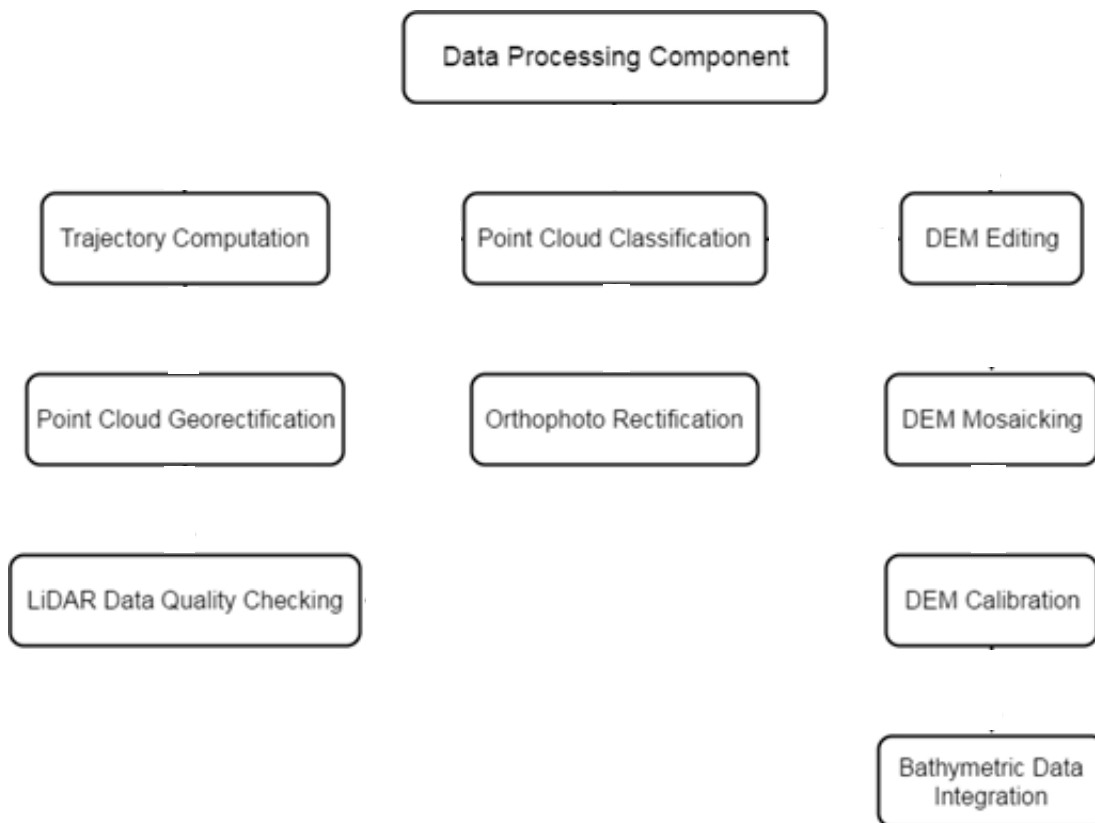 Data Processing Component
Trajectory Computation
Point Cloud Classification
DEM Editing
Point Cloud Georectification
Orthophoto Rectification
DEM Mosaicking
LiDAR Data Quality Checking
DEM Calibration
Bathymetric Data
Integration